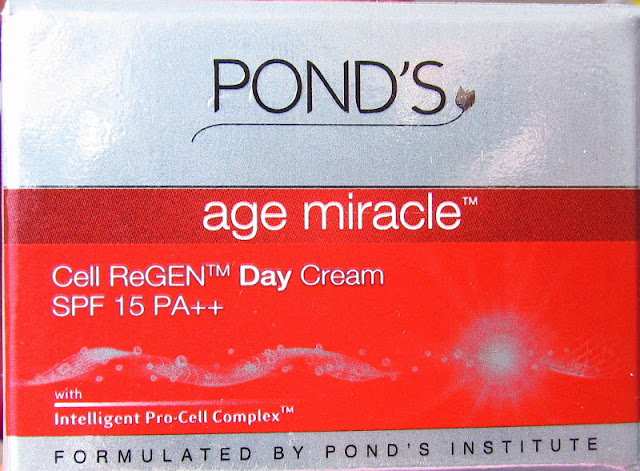 POND'S
age miracle™
Cell ReGEN™ Day Cream
SPF 15 PA++
with
Intelligent Pro-Cell Complex™
FORMULATED BY POND'S INSTITUTE